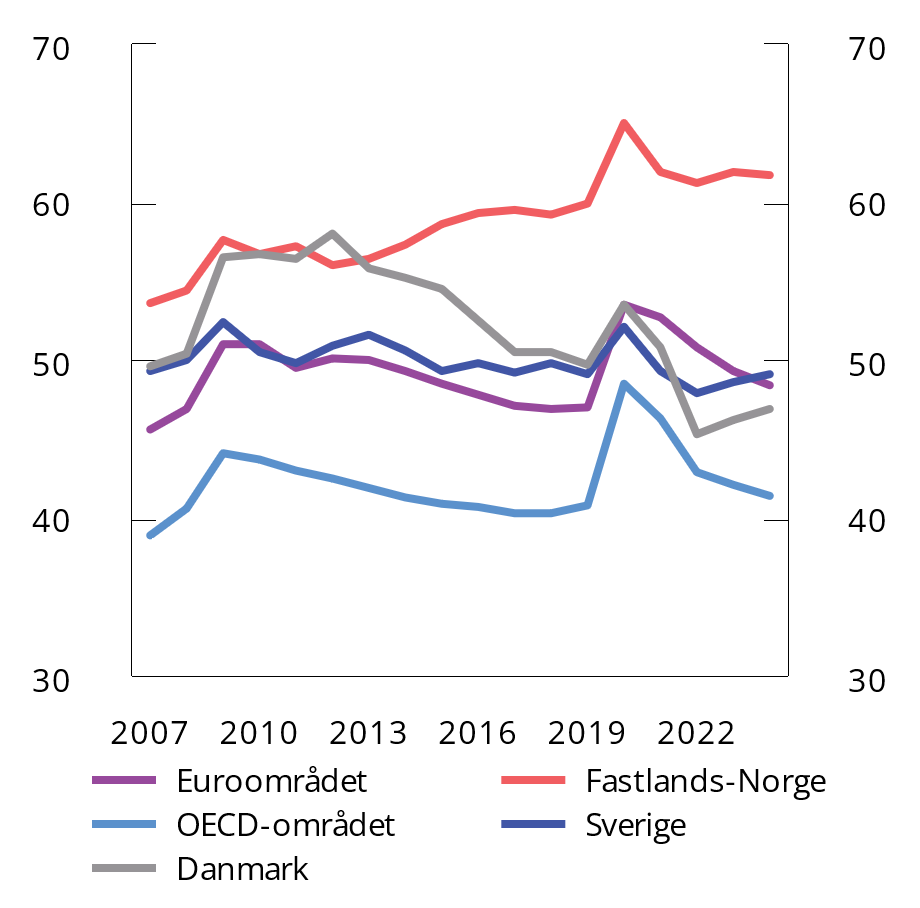 70 70
60 60
50 50
40 40
30 30
2007 2010 2013 2016 2019 2022
Euroområdet Fastlands-Norge
OECD-området Sverige
Danmark